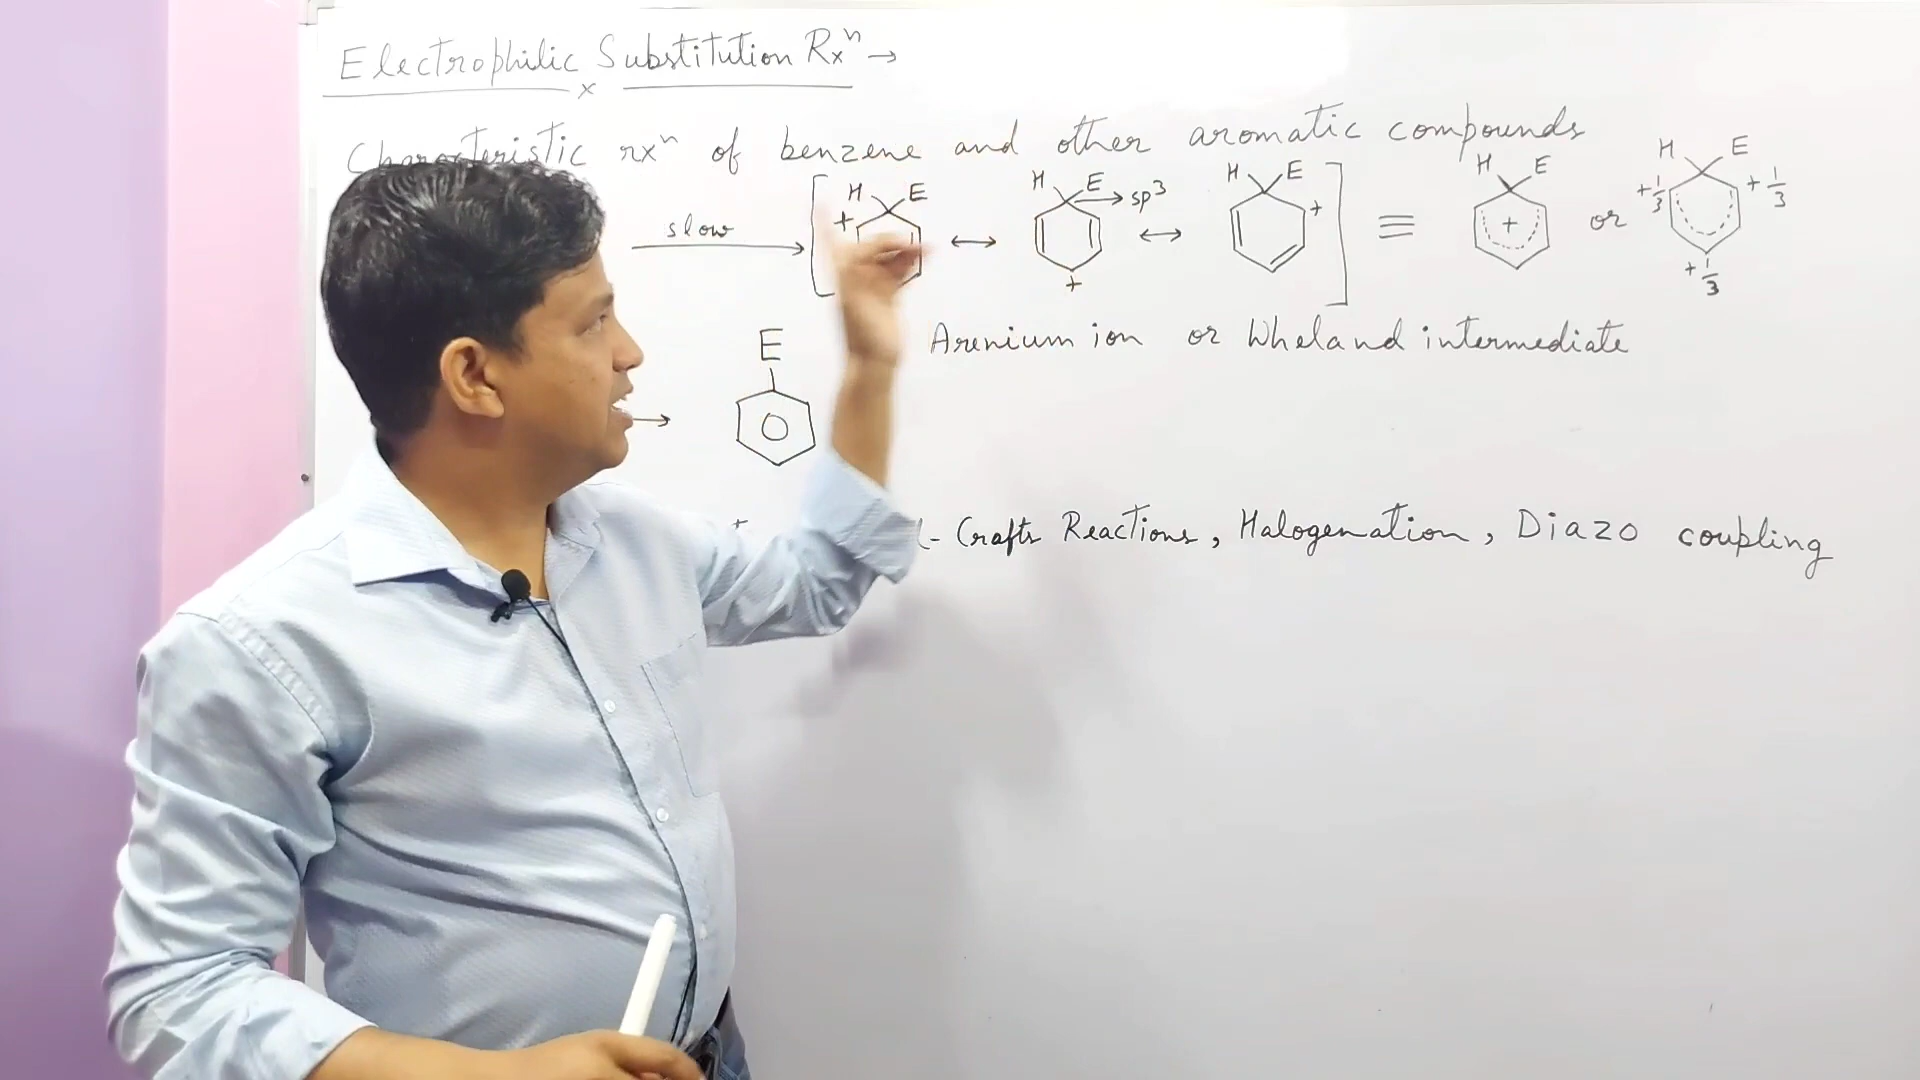 Electrophilic Substitution Rxⁿ →
Characteristic rxⁿ of benzene and other aromatic compounds
slow → [ H E + ↔ H E → sp³ + ↔ H E + ] ≡ H E + or H E +1/3 +1/3 +1/3
Arenium ion or Wheland intermediate
→ E
+ - Crafts Reactions, Halogenation, Diazo coupling